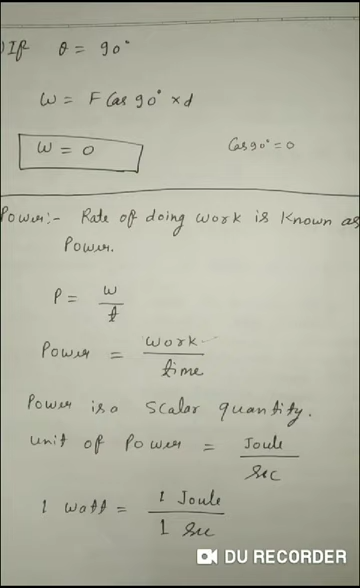 ) If θ = 90°
W = F Cos 90° × d
W = 0
Cos 90° = 0
Power:- Rate of doing work is known as
Power.
P = W / t
Power = work / time
Power is a scalar quantity.
unit of Power = Joule / sec
1 watt = 1 Joule / 1 sec
DU RECORDER